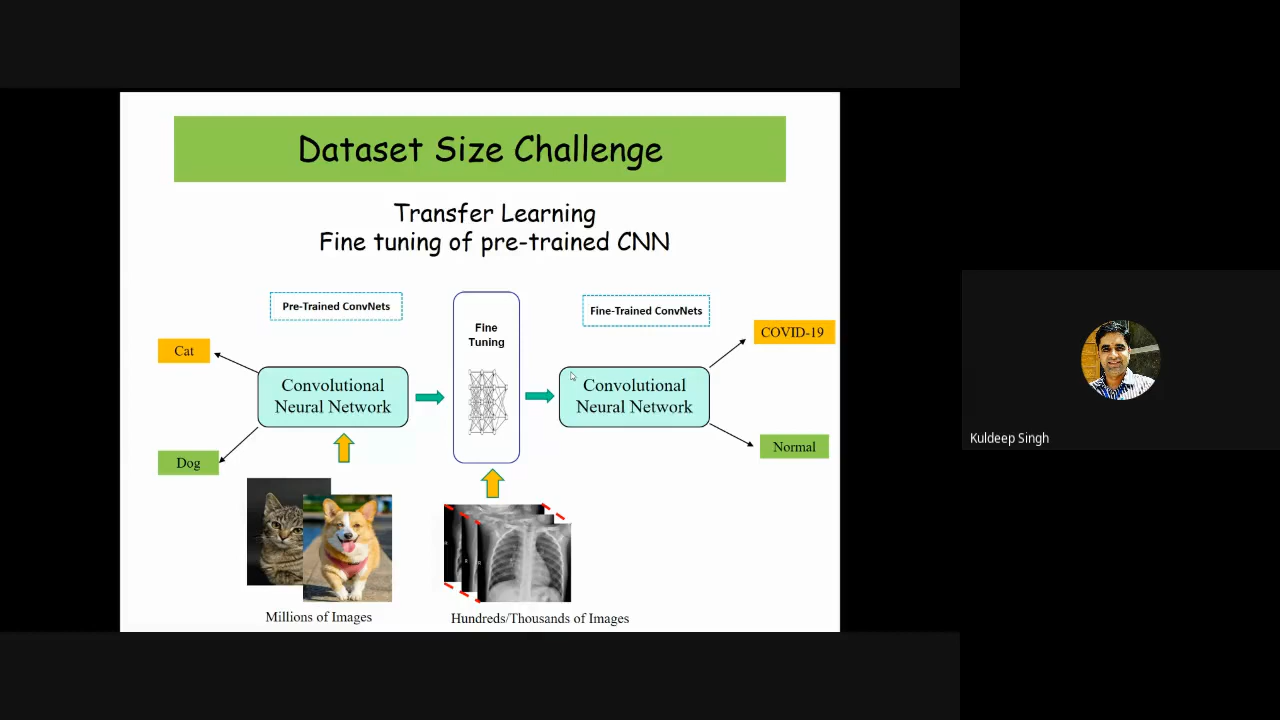 Dataset Size Challenge
Transfer Learning
Fine tuning of pre-trained CNN
Pre-Trained ConvNets
Fine
Tuning
Fine-Trained ConvNets
COVID-19
Cat
Convolutional
Neural Network
Convolutional
Neural Network
Dog
Normal
Millions of Images
Hundreds/Thousands of Images
Kuldeep Singh